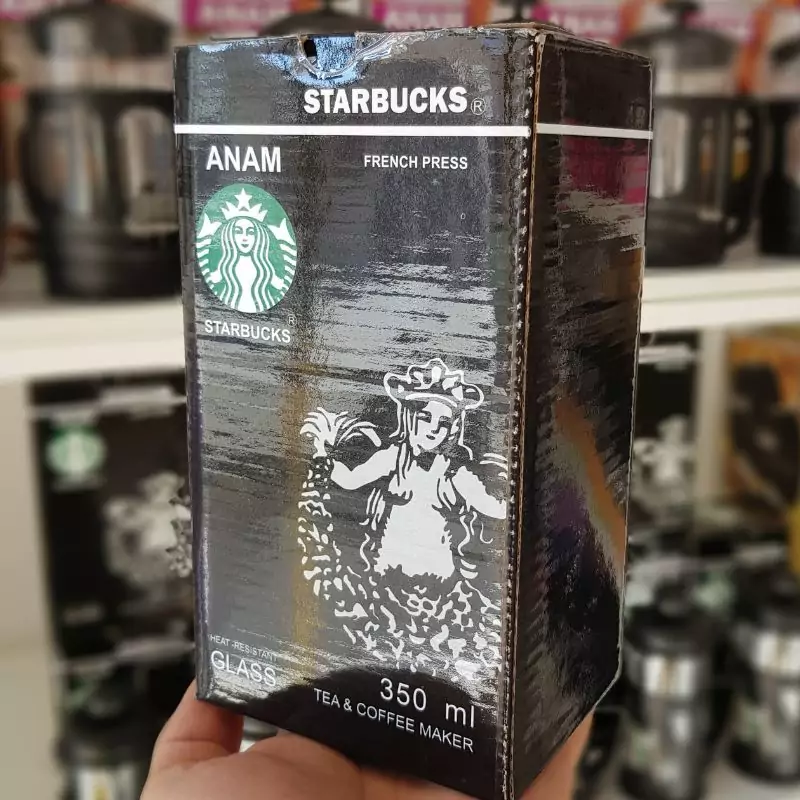 STARBUCKS®
ANAM
FRENCH PRESS
®
STARBUCKS
HEAT-RESISTANT
GLASS
350 ml
TEA & COFFEE MAKER